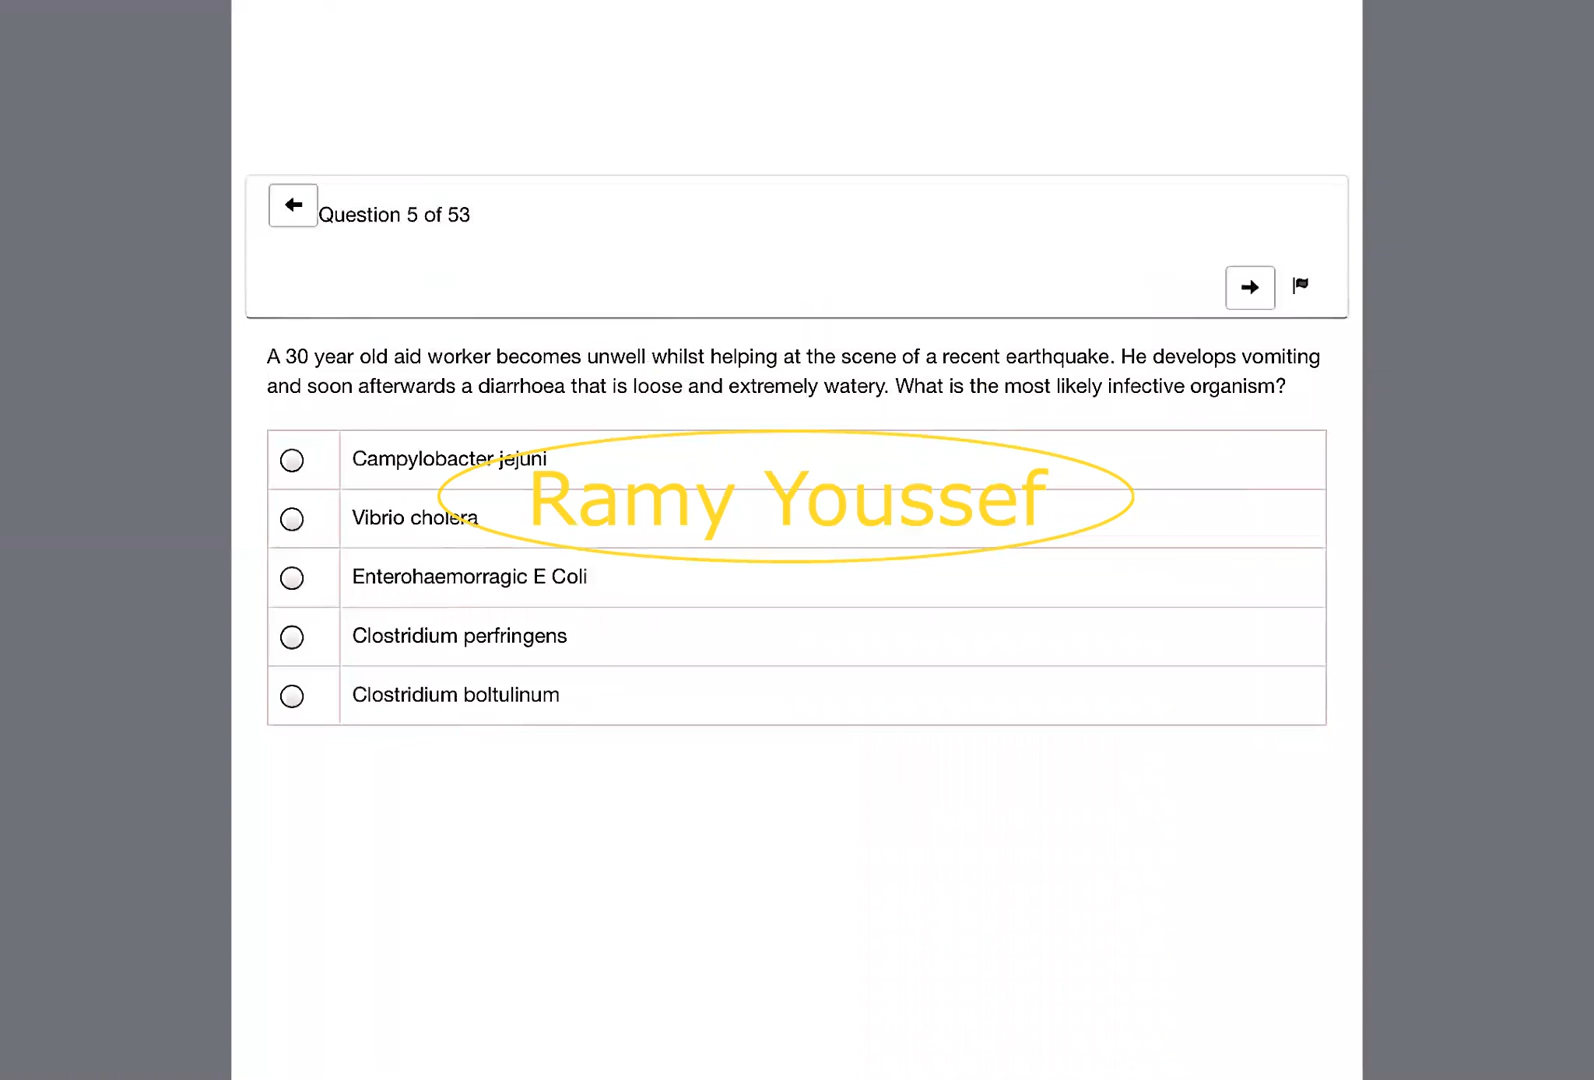 Question 5 of 53
A 30 year old aid worker becomes unwell whilst helping at the scene of a recent earthquake. He develops vomiting
and soon afterwards a diarrhoea that is loose and extremely watery. What is the most likely infective organism?
Campylobacter jejuni
Ramy Youssef
Vibrio cholera
Enterohaemorragic E Coli
Clostridium perfringens
Clostridium boltulinum